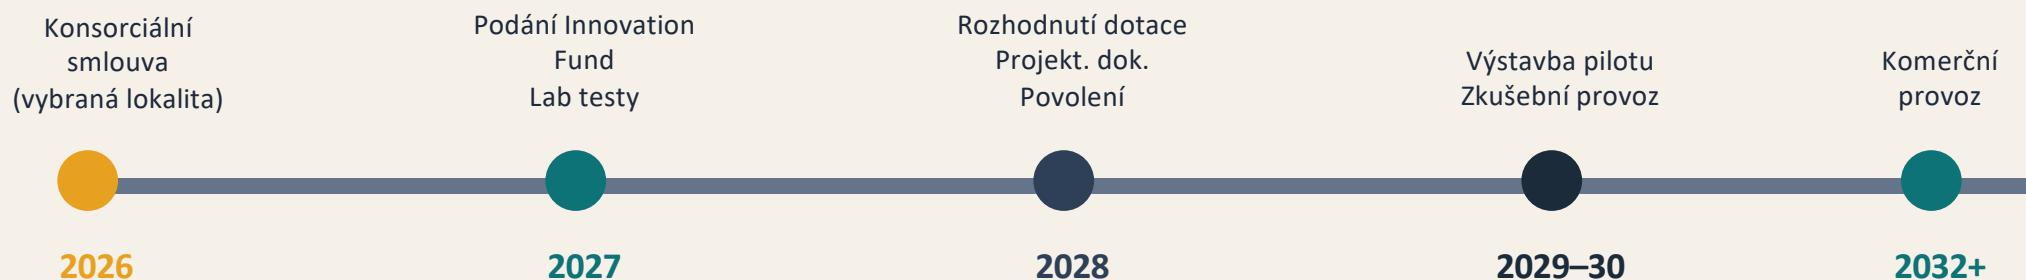 Konsorciální
smlouva
(vybraná lokalita)
2026
Podání Innovation
Fund
Lab testy
2027
Rozhodnutí dotace
Projekt. dok.
Povolení
2028
Výstavba pilotu
Zkušební provoz
2029–30
Komerční
provoz
2032+